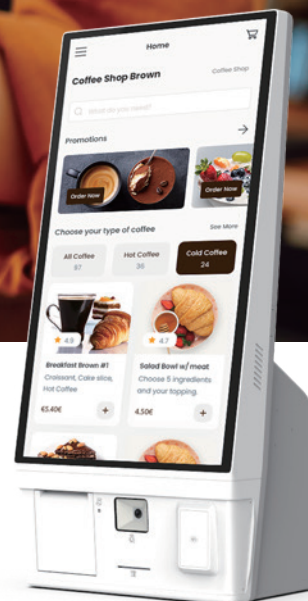 Home
Coffee Shop Brown
Coffee Shop
What do you need?
Promotions
Order Now
Order Now
Choose your type of coffee
See More
All Coffee
67
Hot Coffee
36
Cold Coffee
24
4.9
4.7
Breakfast Brown #1
Croissant, Cake slice,
Hot Coffee
€5.40€
Salad Bowl w/ meat
Choose 5 ingredients
and your topping.
4.50€